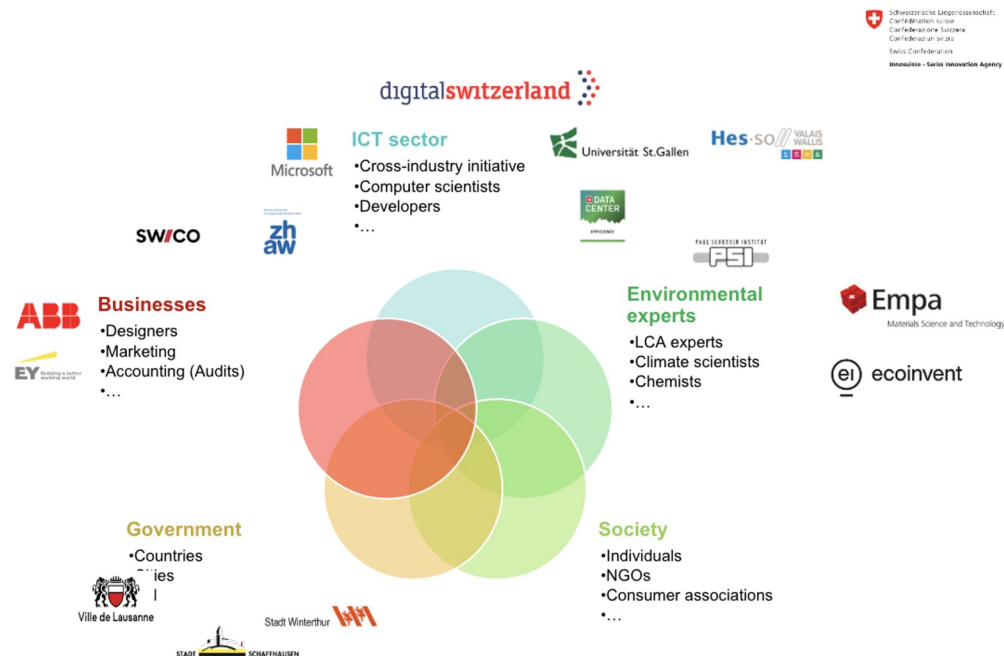 Schweizerische Eidgenossenschaft
Confédération suisse
Confederazione Svizzera
Confederaziun svizra
Swiss Confederation
Innosuisse – Swiss Innovation Agency
digitalswitzerland
Microsoft
ICT sector
•Cross-industry initiative
•Computer scientists
•Developers
•…
Universität St.Gallen
Hes·so// VALAIS
WALLIS
DATA
CENTER
EFFICIENCY
SWICO
zh
aw
PAUL SCHERRER INSTITUT
PSI
ABB
Businesses
•Designers
•Marketing
•Accounting (Audits)
•…
EY Building a better
working world
Environmental
experts
•LCA experts
•Climate scientists
•Chemists
•…
Empa
Materials Science and Technology
ei ecoinvent
Government
•Countries
Ville de Lausanne
Stadt Winterthur
STADT SCHAFFHAUSEN
Society
•Individuals
•NGOs
•Consumer associations
•…